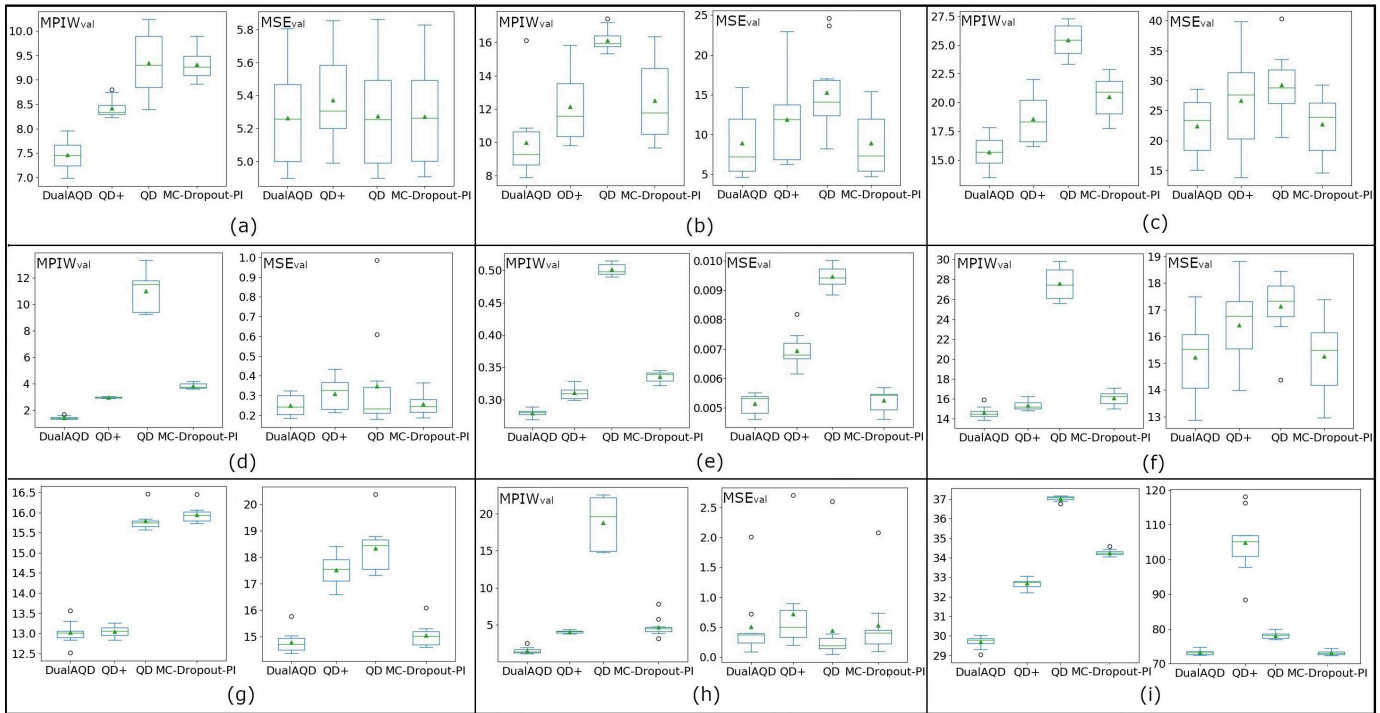 MPIWval
10.0
9.5
9.0
8.5
8.0
7.5
7.0
DualAQD QD+ QD MC-Dropout-PI
MSEval
5.8
5.6
5.4
5.2
5.0
DualAQD QD+ QD MC-Dropout-PI
(a)
MPIWval
16
14
12
10
8
DualAQD QD+ QD MC-Dropout-PI
MSEval
25
20
15
10
5
DualAQD QD+ QD MC-Dropout-PI
(b)
MPIWval
27.5
25.0
22.5
20.0
17.5
15.0
DualAQD QD+ QD MC-Dropout-PI
MSEval
40
35
30
25
20
15
DualAQD QD+ QD MC-Dropout-PI
(c)
MPIWval
12
10
8
6
4
2
DualAQD QD+ QD MC-Dropout-PI
MSEval
1.0
0.9
0.8
0.7
0.6
0.5
0.4
0.3
0.2
DualAQD QD+ QD MC-Dropout-PI
(d)
MPIWval
0.50
0.45
0.40
0.35
0.30
DualAQD QD+ QD MC-Dropout-PI
MSEval
0.010
0.009
0.008
0.007
0.006
0.005
DualAQD QD+ QD MC-Dropout-PI
(e)
MPIWval
30
28
26
24
22
20
18
16
14
DualAQD QD+ QD MC-Dropout-PI
MSEval
19
18
17
16
15
14
13
DualAQD QD+ QD MC-Dropout-PI
(f)
16.5
16.0
15.5
15.0
14.5
14.0
13.5
13.0
12.5
DualAQD QD+ QD MC-Dropout-PI
20
19
18
17
16
15
DualAQD QD+ QD MC-Dropout-PI
(g)
MPIWval
20
15
10
5
DualAQD QD+ QD MC-Dropout-PI
MSEval
2.5
2.0
1.5
1.0
0.5
0.0
DualAQD QD+ QD MC-Dropout-PI
(h)
37
36
35
34
33
32
31
30
29
DualAQD QD+ QD MC-Dropout-PI
120
110
100
90
80
70
DualAQD QD+ QD MC-Dropout-PI
(i)